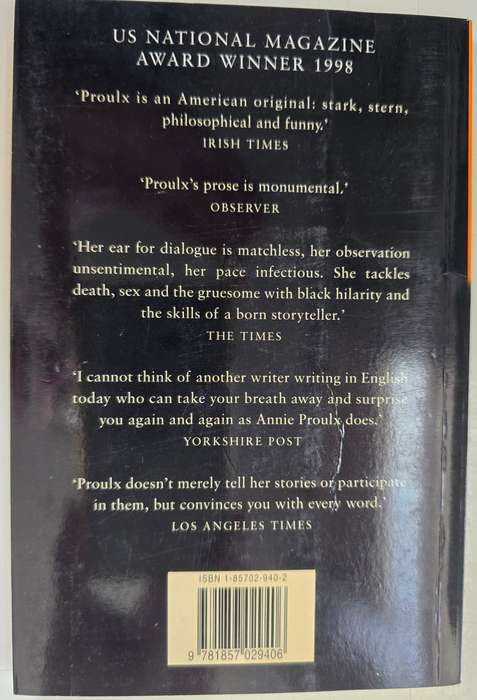 US NATIONAL MAGAZINE
AWARD WINNER 1998
‘Proulx is an American original: stark, stern,
philosophical and funny.’
IRISH TIMES
‘Proulx’s prose is monumental.’
OBSERVER
‘Her ear for dialogue is matchless, her observation
unsentimental, her pace infectious. She tackles
death, sex and the gruesome with black hilarity and
the skills of a born storyteller.’
THE TIMES
‘I cannot think of another writer writing in English
today who can take your breath away and surprise
you again and again as Annie Proulx does.’
YORKSHIRE POST
‘Proulx doesn’t merely tell her stories or participate
in them, but convinces you with every word.’
LOS ANGELES TIMES
ISBN 1-85702-940-2
9 781857 029406